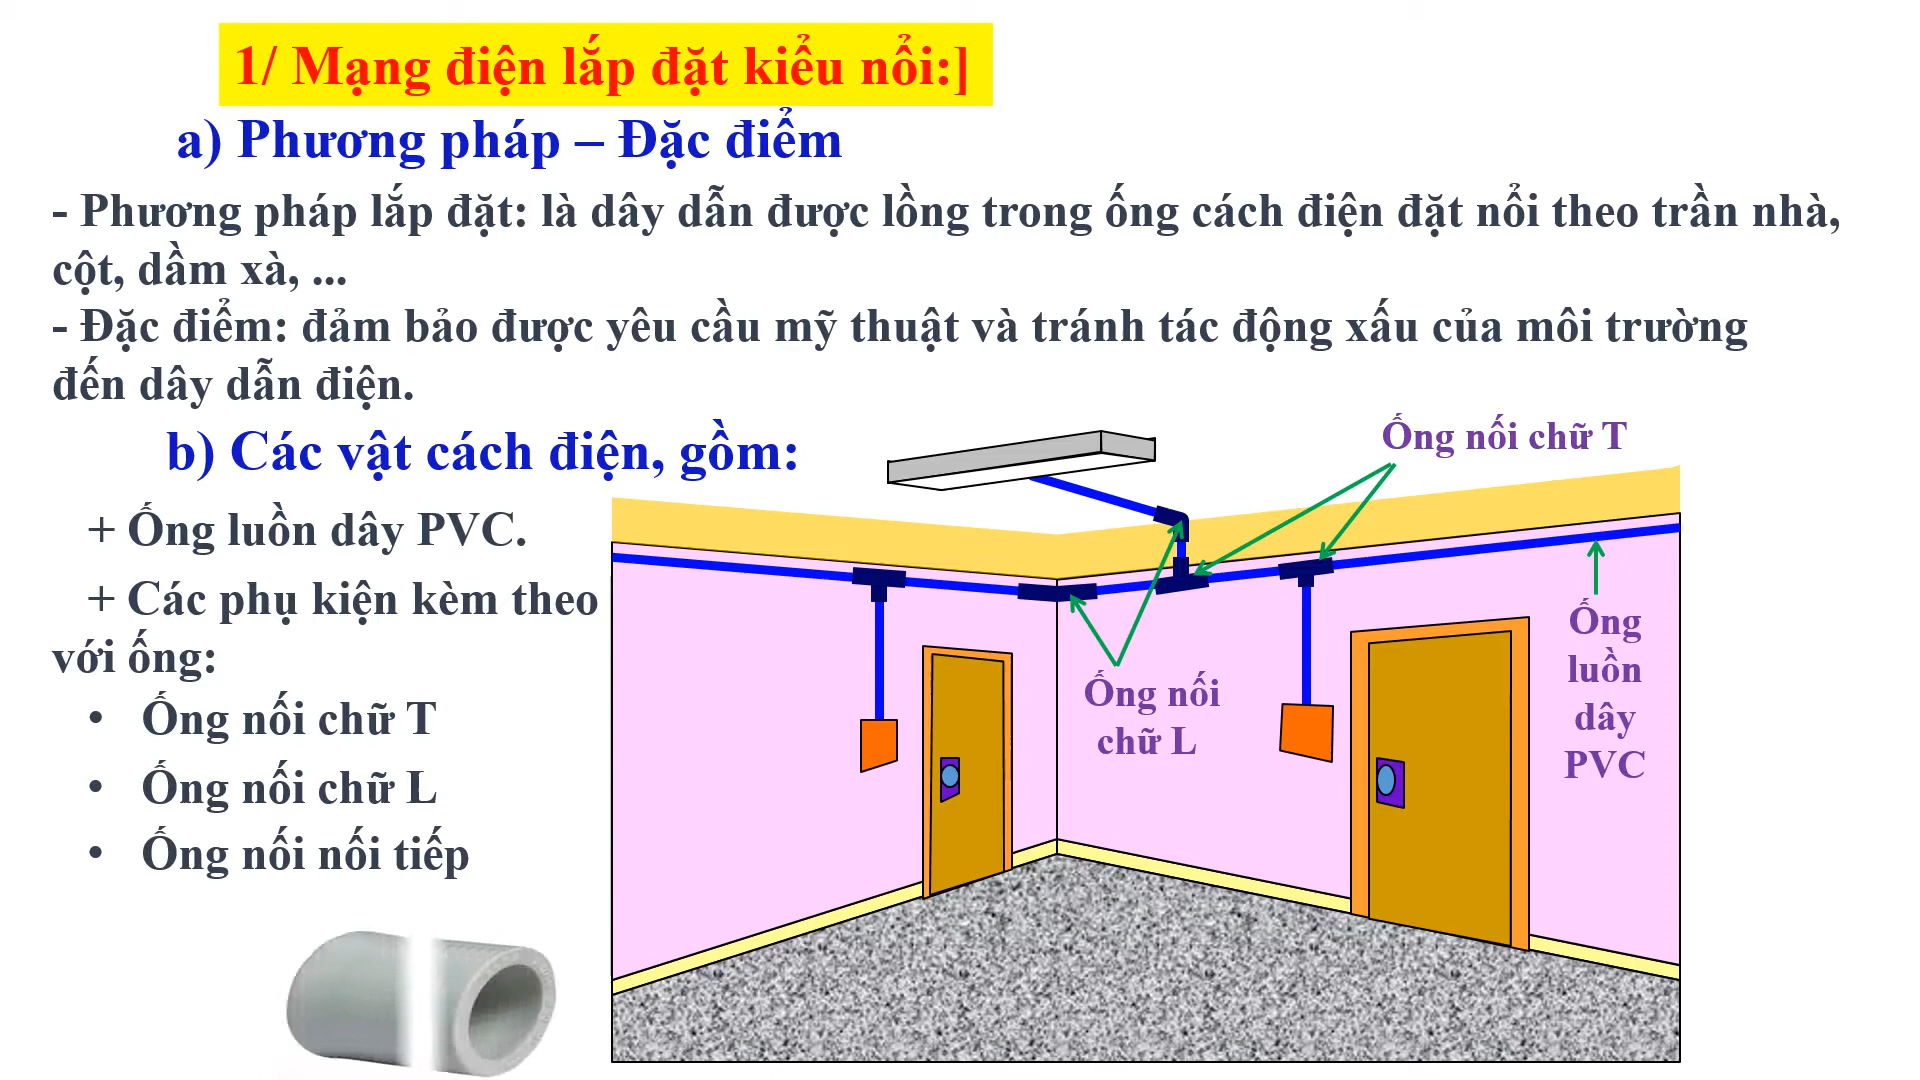 1/ Mạng điện lắp đặt kiểu nổi:]
a) Phương pháp – Đặc điểm
- Phương pháp lắp đặt: là dây dẫn được lồng trong ống cách điện đặt nổi theo trần nhà,
cột, dầm xà, ...
- Đặc điểm: đảm bảo được yêu cầu mỹ thuật và tránh tác động xấu của môi trường
đến dây dẫn điện.
b) Các vật cách điện, gồm:
+ Ống luồn dây PVC.
+ Các phụ kiện kèm theo
với ống:
• Ống nối chữ T
• Ống nối chữ L
• Ống nối nối tiếp
Ống nối chữ T
Ống nối
chữ L
Ống
luồn
dây
PVC